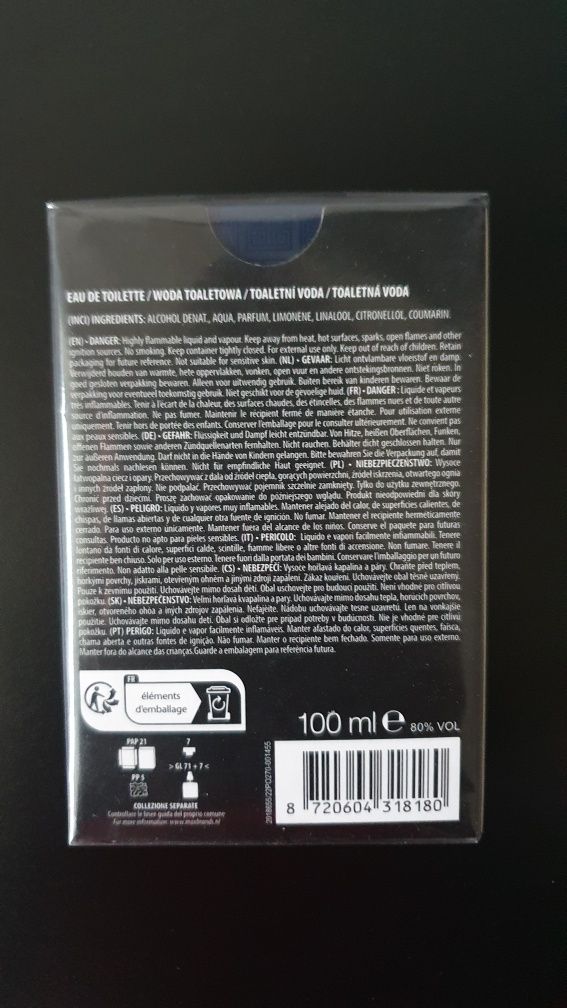 EAU DE TOILETTE / WODA TOALETOWA / TOALETNÍ VODA / TOALETNÁ VODA
(INCI) INGREDIENTS: ALCOHOL DENAT., AQUA, PARFUM, LIMONENE, LINALOOL, CITRONELLOL, COUMARIN.
(EN) • DANGER: Highly flammable liquid and vapour. Keep away from heat, hot surfaces, sparks, open flames and other
ignition sources. No smoking. Keep container tightly closed. For external use only. Keep out of reach of children. Retain
packaging for future reference. Not suitable for sensitive skin. (NL) • GEVAAR: Licht ontvlambare vloeistof en damp.
Verwijderd houden van warmte, hete oppervlakken, vonken, open vuur en andere ontstekingsbronnen. Niet roken. In
goed gesloten verpakking bewaren. Alleen voor uitwendig gebruik. Buiten bereik van kinderen bewaren. Bewaar de
verpakking voor eventueel toekomstig gebruik. Niet geschikt voor de gevoelige huid. (FR) • DANGER : Liquide et vapeurs
très inflammables. Tenir à l'écart de la chaleur, des surfaces chaudes, des étincelles, des flammes nues et de toute autre
source d'inflammation. Ne pas fumer. Maintenir le récipient fermé de manière étanche. Pour utilisation externe
uniquement. Tenir hors de portée des enfants. Conserver l'emballage pour le consulter ultérieurement. Ne convient pas
aux peaux sensibles. (DE) • GEFAHR: Flüssigkeit und Dampf leicht entzündbar. Von Hitze, heißen Oberflächen, Funken,
offenen Flammen sowie anderen Zündquellenarten fernhalten. Nicht rauchen. Behälter dicht geschlossen halten. Nur
zur äußeren Anwendung. Darf nicht in die Hände von Kindern gelangen. Bitte bewahren Sie die Verpackung auf, damit
Sie nochmals nachlesen können. Nicht für empfindliche Haut geeignet. (PL) • NIEBEZPIECZEŃSTWO: Wysoce
łatwopalna ciecz i opary. Przechowywać z dala od źródeł ciepła, gorących powierzchni, źródeł iskrzenia, otwartego ognia
i innych źródeł zapłonu. Nie podpalać. Przechowywać pojemnik szczelnie zamknięty. Tylko do użytku zewnętrznego.
Chronić przed dziećmi. Proszę zachować opakowanie do późniejszego wglądu. Produkt nieodpowiedni dla skóry
wrażliwej. (ES) • PELIGRO: Líquido y vapores muy inflamables. Mantener alejado del calor, de superficies calientes, de
chispas, de llamas abiertas y de cualquier otra fuente de ignición. No fumar. Mantener el recipiente herméticamente
cerrado. Para uso externo unicamente. Mantener fuera del alcance de los niños. Conserve el paquete para futuras
consultas. Producto no apto para pieles sensibles. (IT) • PERICOLO: Liquido e vapori facilmente infiammabili. Tenere
lontano da fonti di calore, superfici calde, scintille, fiamme libere o altre fonti di accensione. Non fumare. Tenere il
recipiente ben chiuso. Solo per uso esterno. Tenere fuori dalla portata dei bambini. Conservare l'imballaggio per un futuro
riferimento. Non adatto alla pelle sensibile. (CS) • NEBEZPEČÍ: Vysoce hořlavá kapalina a páry. Chraňte před teplem,
horkými povrchy, jiskrami, otevřeným ohněm a jinými zdroji zapálení. Zákaz kouření. Uchovávejte obal těsně uzavřený.
Pouze k zevnímu použití. Uchovávejte mimo dosah dětí. Obal uschovejte pro budoucí použití. Není vhodné pro citlivou
pokožku. (SK) • NEBEZPEČENSTVO: Veľmi horľavá kvapalina a pary. Uchovávajte mimo dosahu tepla, horúcich povrchov,
iskier, otvoreného ohňa a iných zdrojov zapálenia. Nefajčite. Nádobu uchovávajte tesne uzavretú. Len na vonkajšie
použitie. Uchovávajte mimo dosahu detí. Obal si odložte pre prípad potreby v budúcnosti. Nie je vhodné pre citlivú
pokožku. (PT) PERIGO: Líquido e vapor facilmente inflamáveis. Manter afastado do calor, superfícies quentes, faísca,
chama aberta e outras fontes de ignição. Não fumar. Manter o recipiente bem fechado. Somente para uso externo.
Manter fora do alcance das crianças. Guarde a embalagem para referência futura.
FR
éléments
d'emballage
100 ml e 80% VOL
PAP 21
7
> GL 71 + 7 <
PP 5
COLLEZIONE SEPARATE
Controllare le linee guida del proprio comune
For more information: www.maxbrands.nl
2018655/22PO270-001455
8 720604 318180